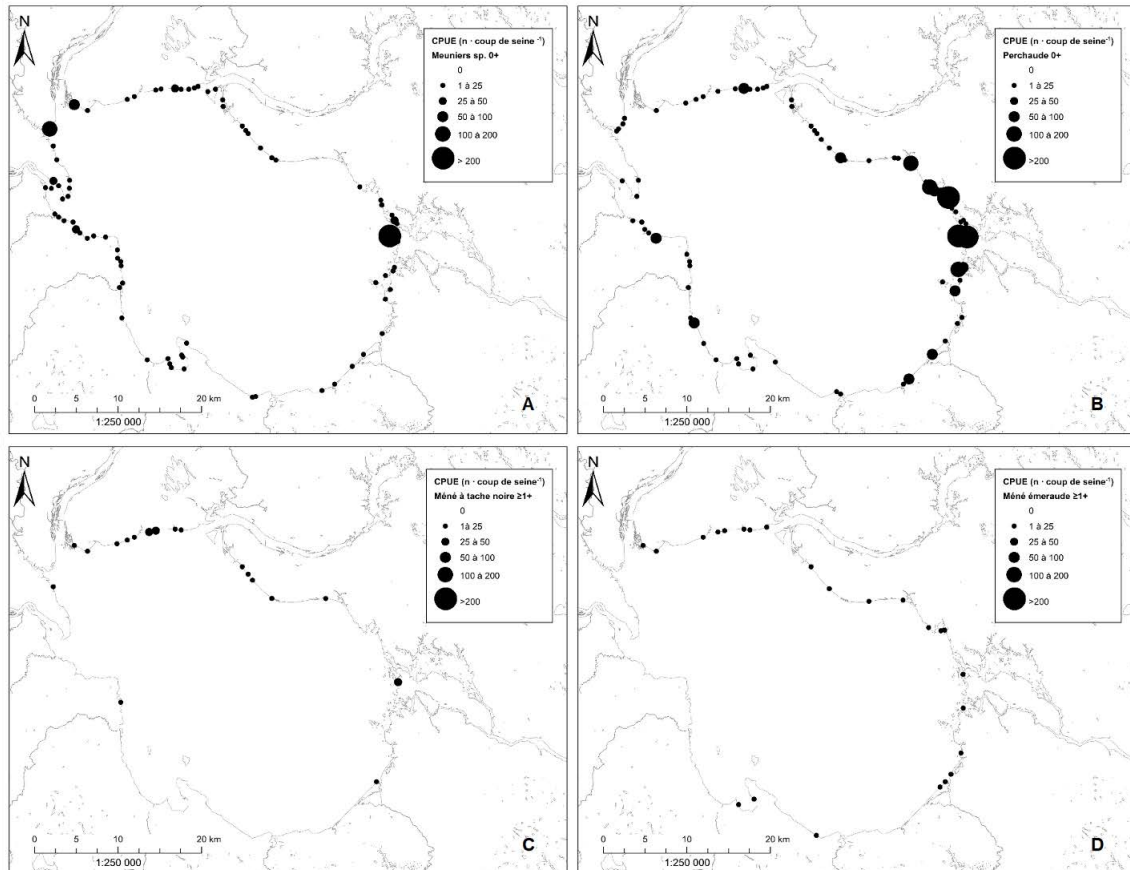 N
CPUE (n · coup de seine⁻¹)
Meuniers sp. 0+
0
1 à 25
25 à 50
50 à 100
100 à 200
>200
0 5 10 20 km
1:250 000
A
N
CPUE (n · coup de seine⁻¹)
Perchaude 0+
0
1 à 25
25 à 50
50 à 100
100 à 200
>200
0 5 10 20 km
1:250 000
B
N
CPUE (n · coup de seine⁻¹)
Méné à tache noire ≥1+
0
1à 25
25 à 50
50 à 100
100 à 200
>200
0 5 10 20 km
1:250 000
C
N
CPUE (n · coup de seine⁻¹)
Méné émeraude ≥1+
0
1 à 25
25 à 50
50 à 100
100 à 200
>200
0 5 10 20 km
1:250 000
D